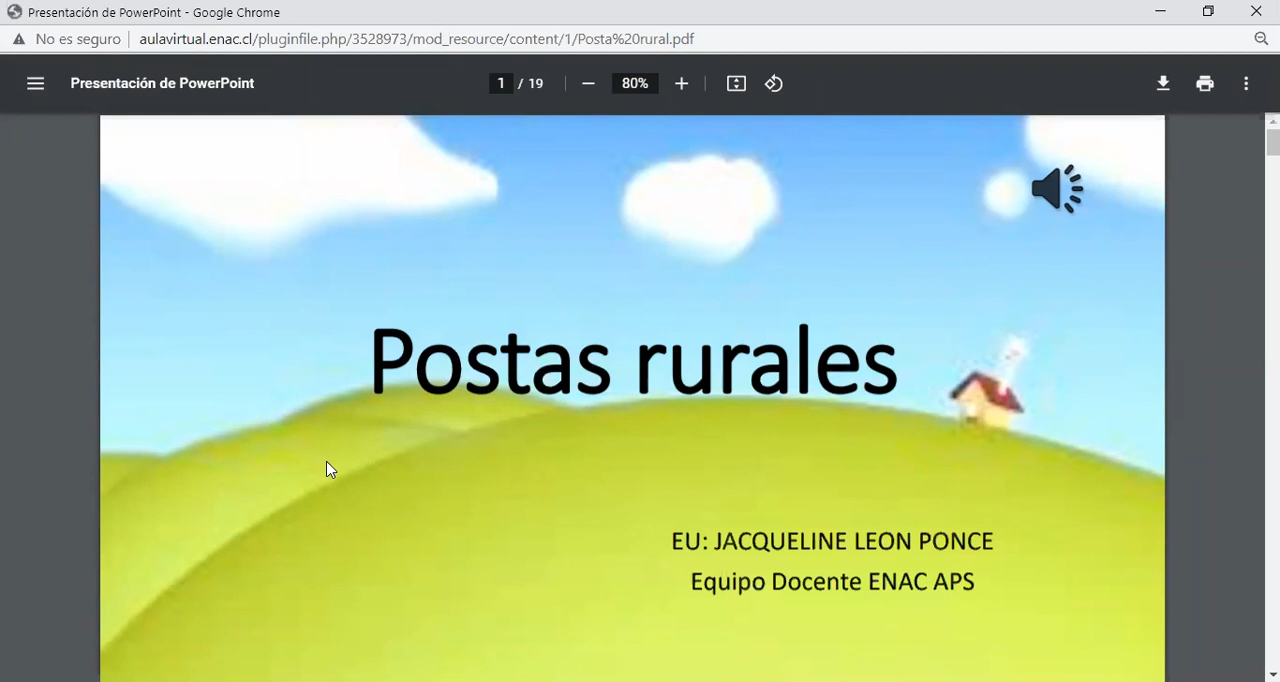 Presentación de PowerPoint - Google Chrome
No es seguro | aulavirtual.enac.cl/pluginfile.php/3528973/mod_resource/content/1/Posta%20rural.pdf
Presentación de PowerPoint 1 / 19 80%
Postas rurales
EU: JACQUELINE LEON PONCE
Equipo Docente ENAC APS